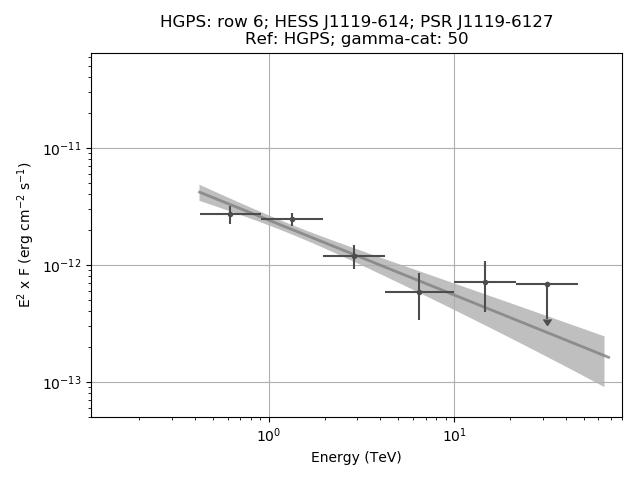 HGPS: row 6; HESS J1119-614; PSR J1119-6127
Ref: HGPS; gamma-cat: 50
E² x F (erg cm⁻² s⁻¹)
10⁻¹¹
10⁻¹²
10⁻¹³
10⁰ 10¹
Energy (TeV)